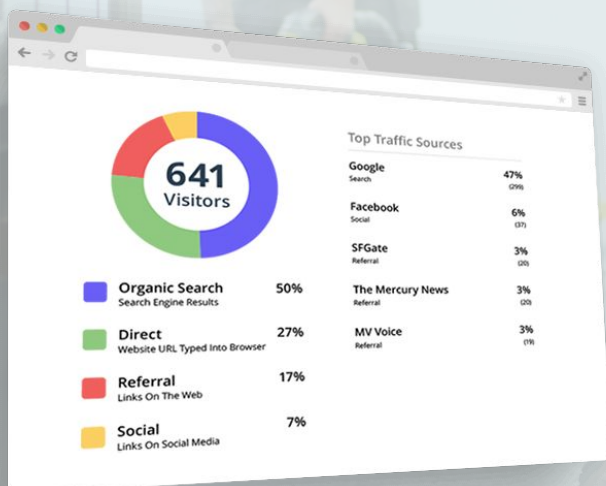 641
Visitors
Organic Search 50%
Search Engine Results
Direct 27%
Website URL Typed Into Browser
Referral 17%
Links On The Web
Social 7%
Links On Social Media
Top Traffic Sources
Google 47%
Search (299)
Facebook 6%
Social (37)
SFGate 3%
Referral (20)
The Mercury News 3%
Referral (20)
MV Voice 3%
Referral (19)